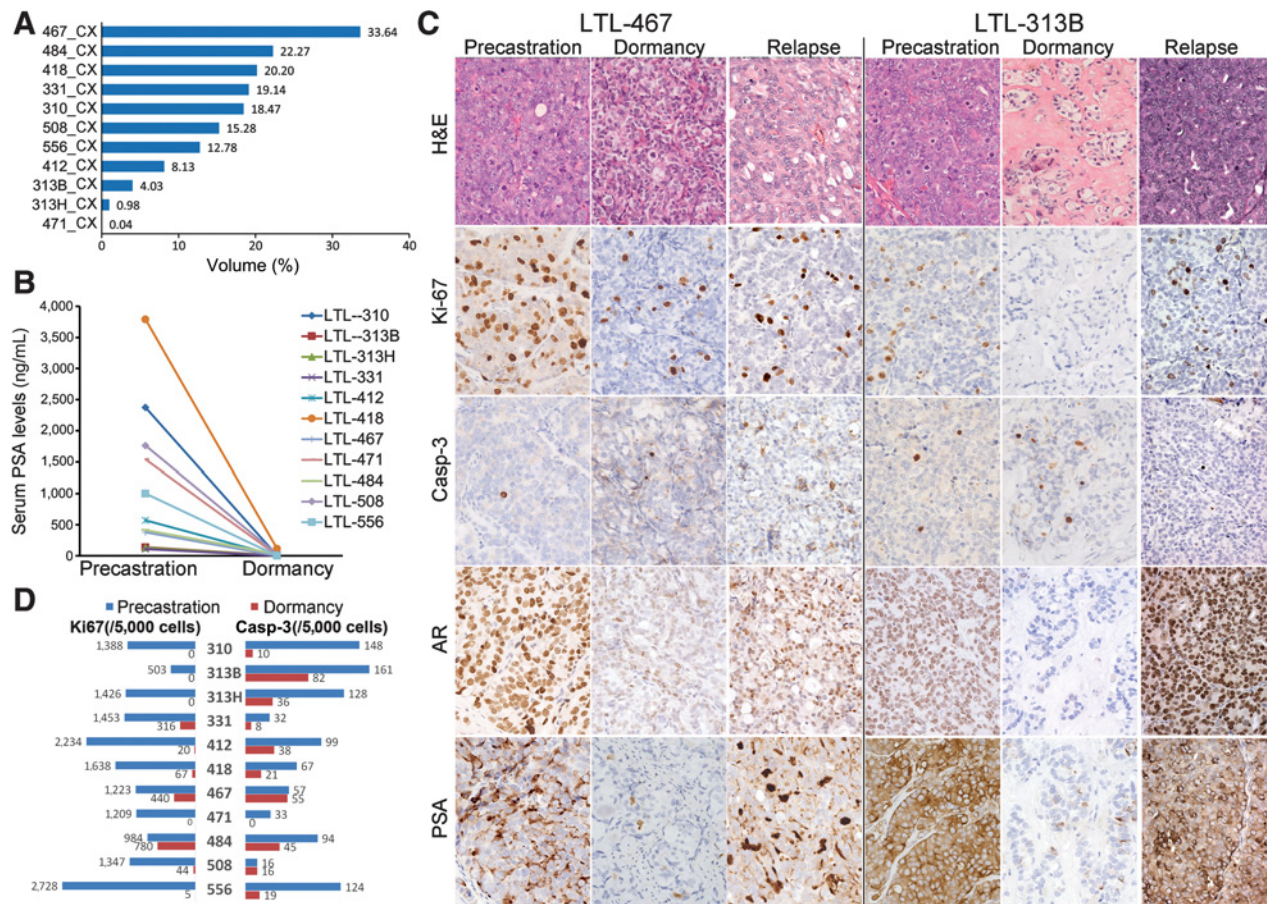 A
467_CX 33.64
484_CX 22.27
418_CX 20.20
331_CX 19.14
310_CX 18.47
508_CX 15.28
556_CX 12.78
412_CX 8.13
313B_CX 4.03
313H_CX 0.98
471_CX 0.04
0 10 20 30 40
Volume (%)
B
Serum PSA levels (ng/mL)
4,000
3,500
3,000
2,500
2,000
1,500
1,000
500
0
Precastration Dormancy
LTL--310
LTL--313B
LTL-313H
LTL-331
LTL-412
LTL-418
LTL-467
LTL-471
LTL-484
LTL-508
LTL-556
C
LTL-467 LTL-313B
Precastration Dormancy Relapse Precastration Dormancy Relapse
H&E
Ki-67
Casp-3
AR
PSA
D
Precastration Dormancy
Ki67(/5,000 cells) Casp-3(/5,000 cells)
1,388 310 148
0 10
503 313B 161
0 82
1,426 313H 128
0 36
1,453 331 32
316 8
2,234 412 99
20 38
1,638 418 67
67 21
1,223 467 57
440 55
1,209 471 33
0 0
984 484 94
780 45
1,347 508 16
44 16
2,728 556 124
5 19